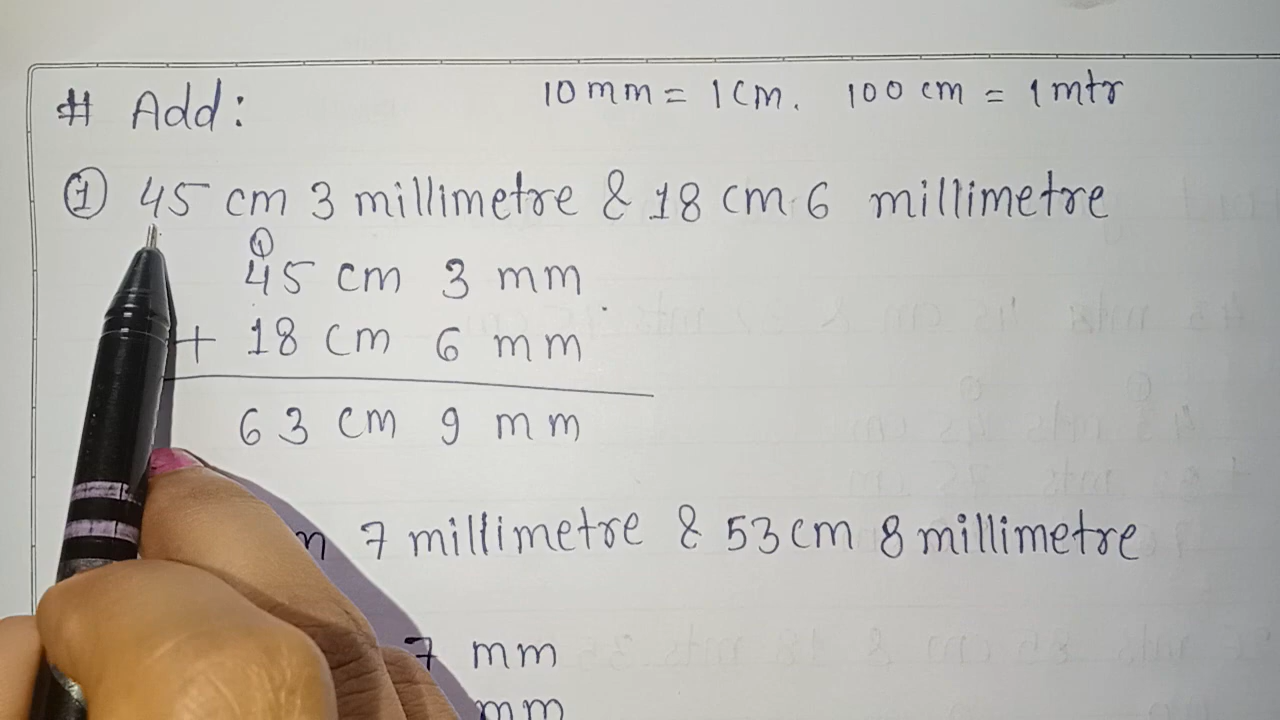 # Add: 10 mm = 1 cm. 100 cm = 1 mtr
① 45 cm 3 millimetre & 18 cm 6 millimetre
①
45 cm 3 mm
+ 18 cm 6 mm
63 cm 9 mm
7 millimetre & 53 cm 8 millimetre
7 mm
mm